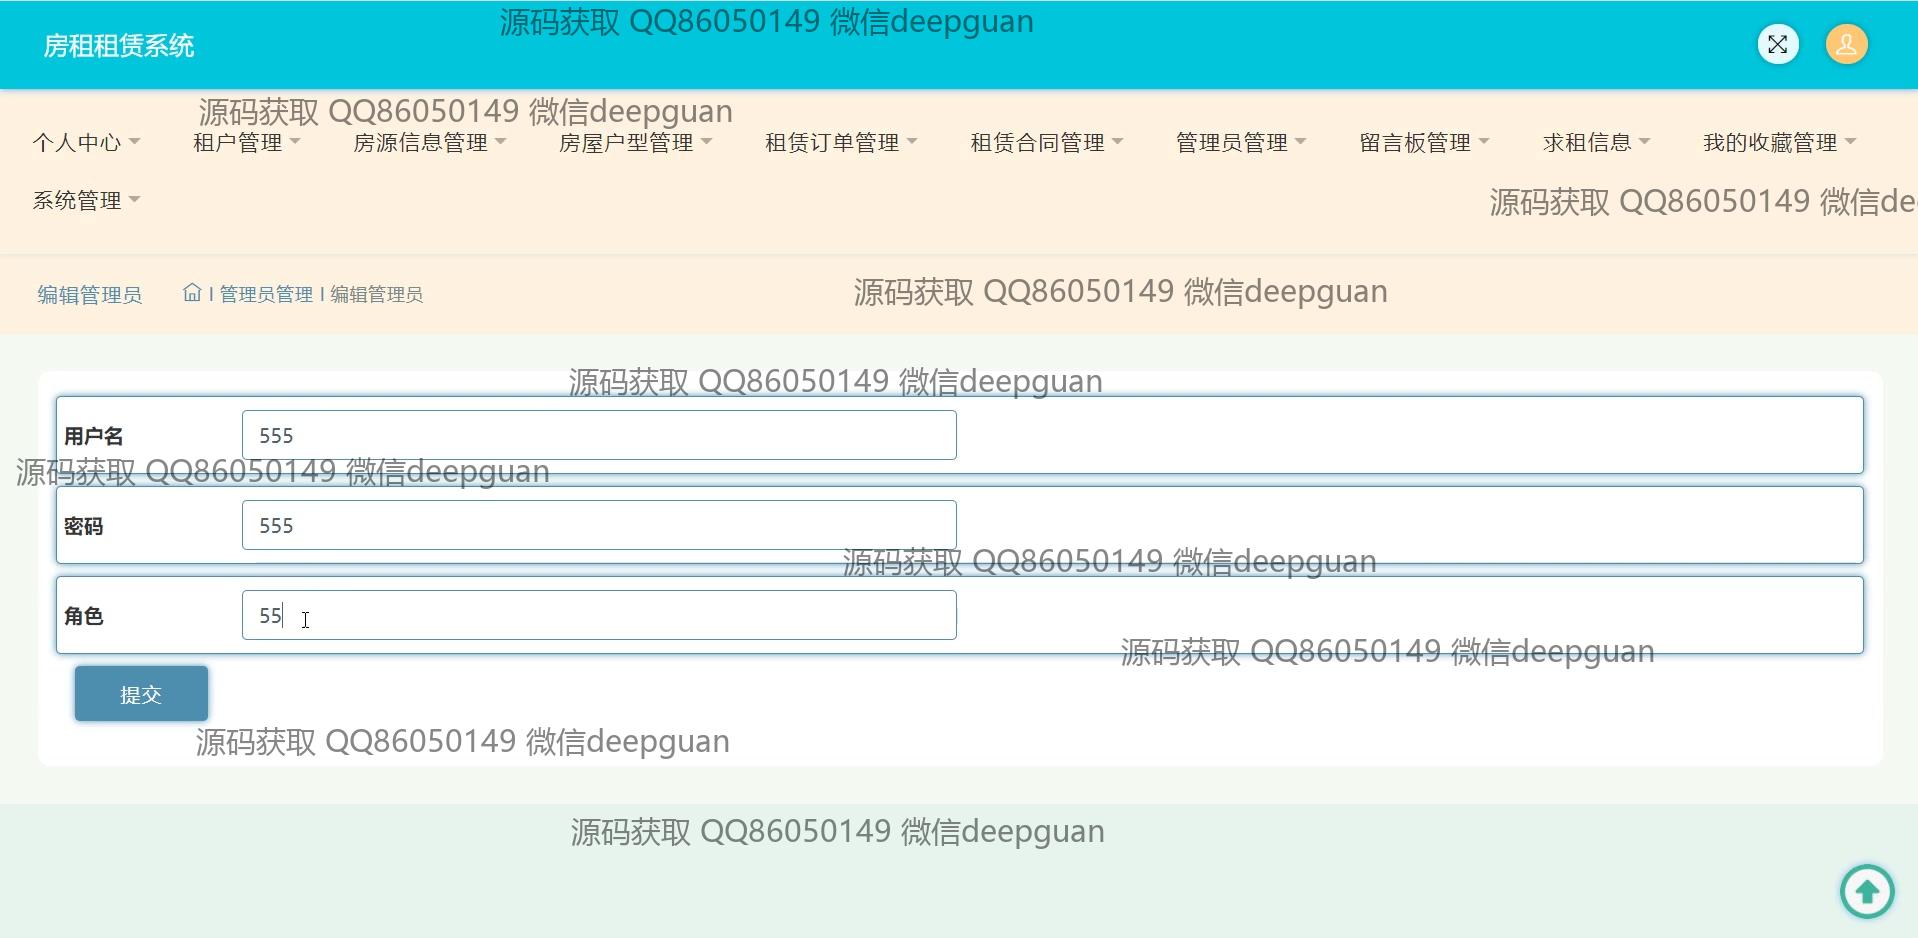 源码获取 QQ86050149 微信deepguan
房租租赁系统
源码获取 QQ86050149 微信deepguan
个人中心 租户管理 房源信息管理 房屋户型管理 租赁订单管理 租赁合同管理 管理员管理 留言板管理 求租信息 我的收藏管理
系统管理
源码获取 QQ86050149 微信de
编辑管理员 管理员管理 编辑管理员
源码获取 QQ86050149 微信deepguan
源码获取 QQ86050149 微信deepguan
用户名 555
源码获取 QQ86050149 微信deepguan
密码 555
源码获取 QQ86050149 微信deepguan
角色 55
源码获取 QQ86050149 微信deepguan
提交
源码获取 QQ86050149 微信deepguan
源码获取 QQ86050149 微信deepguan